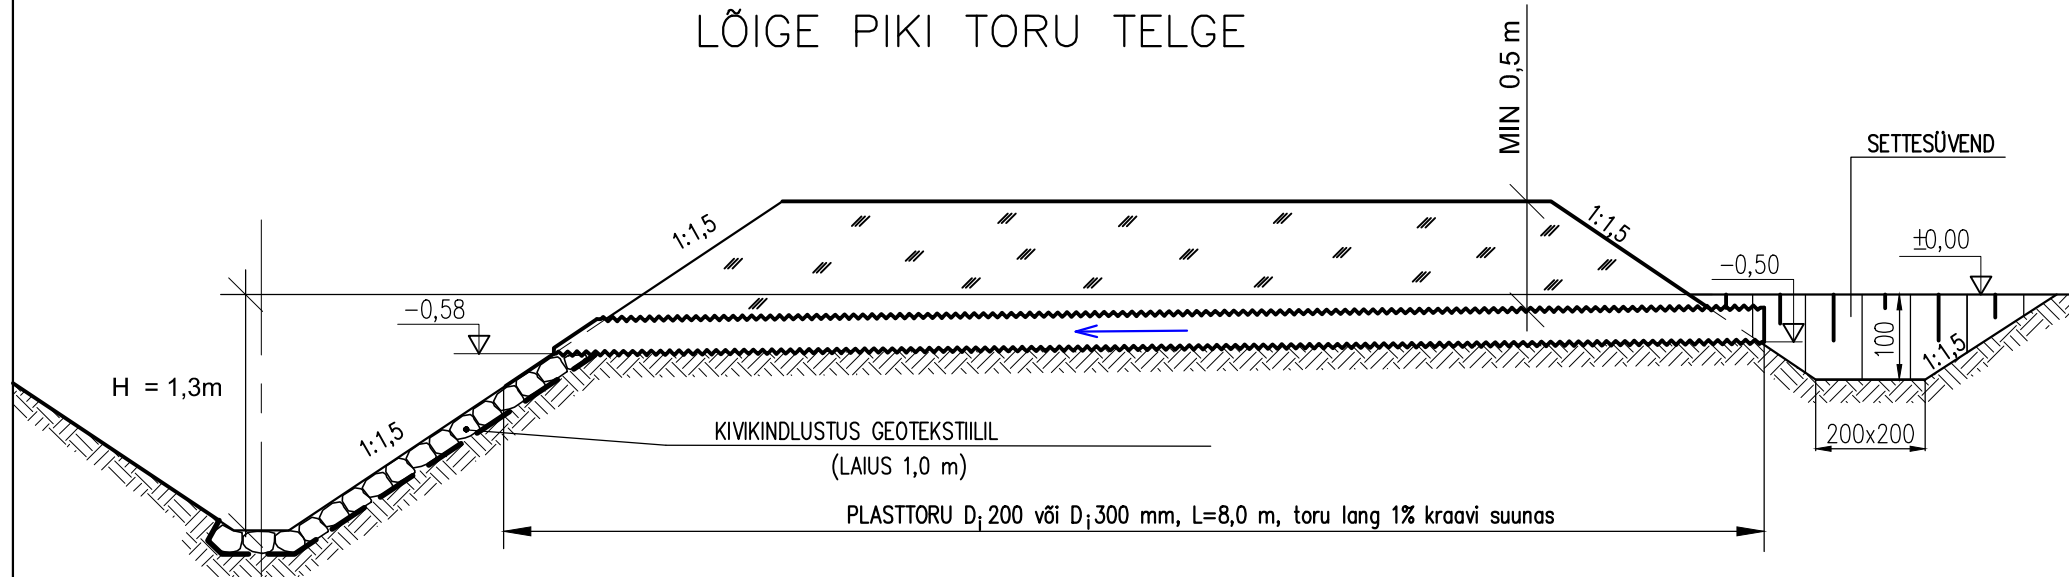 LÕIGE PIKI TORU TELGE
MIN 0,5 m
SETTESÜVEND
1:1,5
1:1,5
±0,00
-0,50
-0,58
100
1:1,5
H = 1,3m
1:1,5
KIVIKINDLUSTUS GEOTEKSTIILIL
(LAIUS 1,0 m)
200x200
PLASTTORU Di 200 või Di 300 mm, L=8,0 m, toru lang 1% kraavi suunas